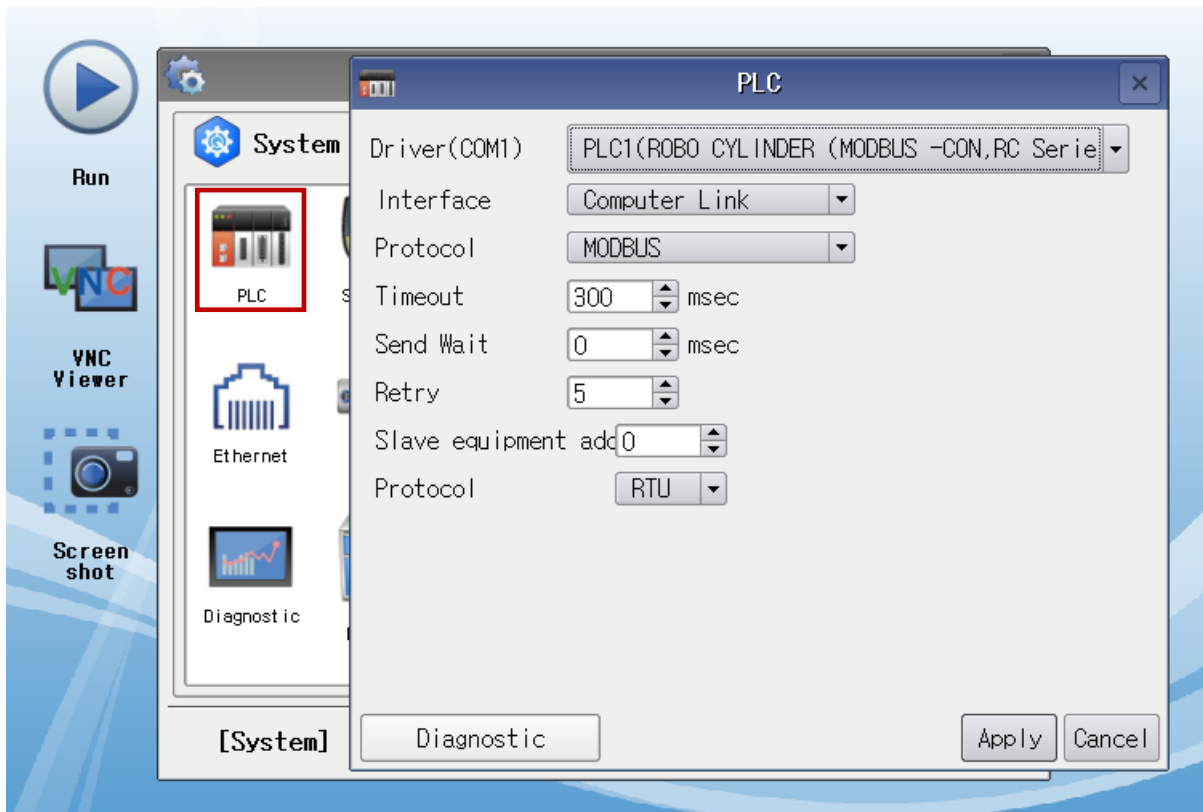 Run
VNC
VNC
Viewer
Screen
shot
System
PLC
S
Ethernet
Diagnostic
[System]
PLC
Driver(COM1) PLC1(ROBO CYLINDER (MODBUS -CON,RC Serie
Interface Computer Link
Protocol MODBUS
Timeout 300 msec
Send Wait 0 msec
Retry 5
Slave equipment add 0
Protocol RTU
Diagnostic Apply Cancel